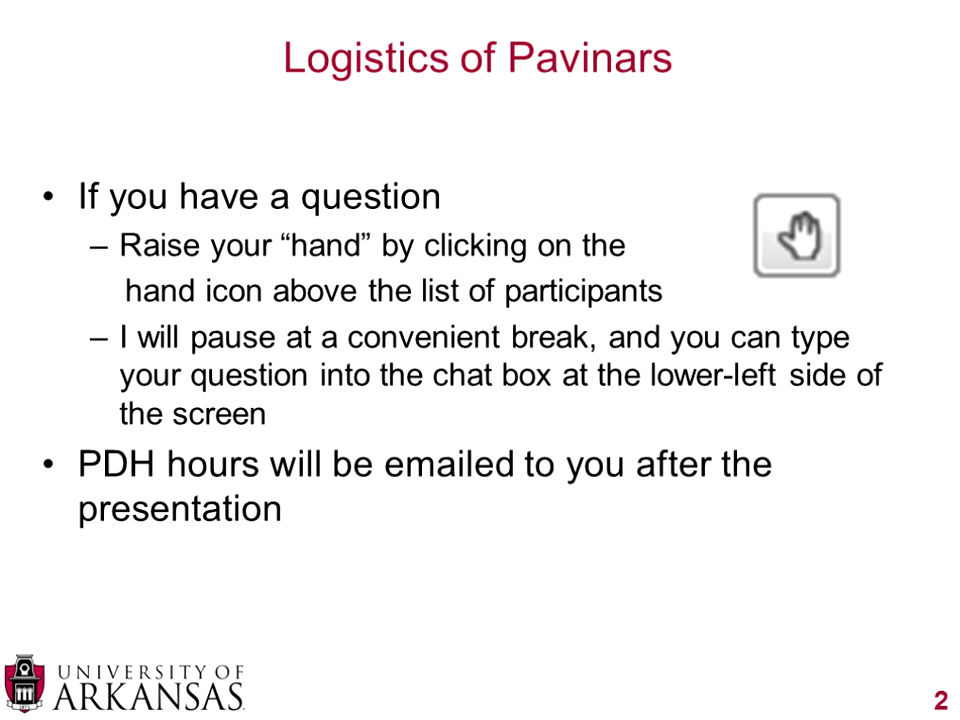 Logistics of Pavinars
• If you have a question
– Raise your “hand” by clicking on the
hand icon above the list of participants
– I will pause at a convenient break, and you can type
your question into the chat box at the lower-left side of
the screen
• PDH hours will be emailed to you after the
presentation
UNIVERSITY OF
ARKANSAS
2